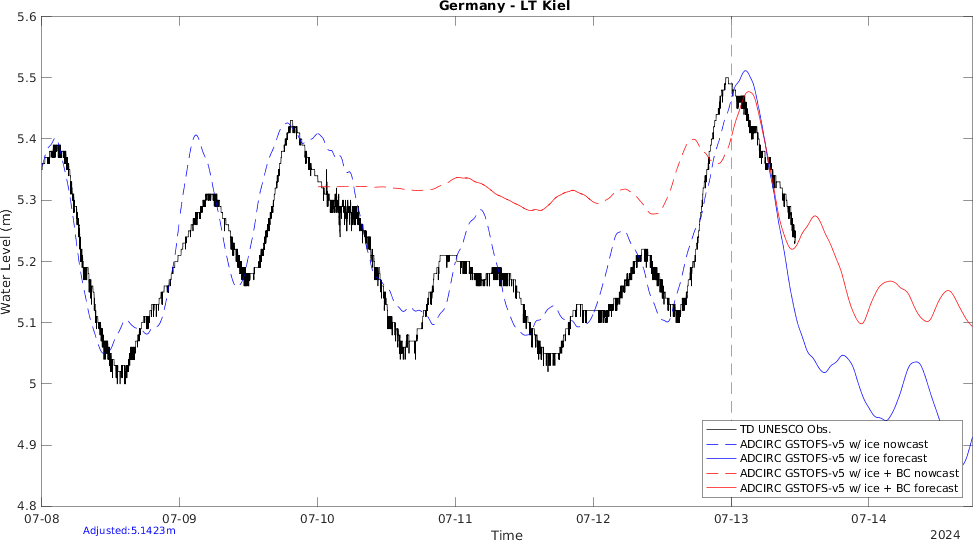 Germany - LT Kiel
Water Level (m)
5.6
5.5
5.4
5.3
5.2
5.1
5
4.9
4.8
07-08
07-09
07-10
07-11
07-12
07-13
07-14
Adjusted:5.1423m
Time
2024
TD UNESCO Obs.
ADCIRC GSTOFS-v5 w/ ice nowcast
ADCIRC GSTOFS-v5 w/ ice forecast
ADCIRC GSTOFS-v5 w/ ice + BC nowcast
ADCIRC GSTOFS-v5 w/ ice + BC forecast